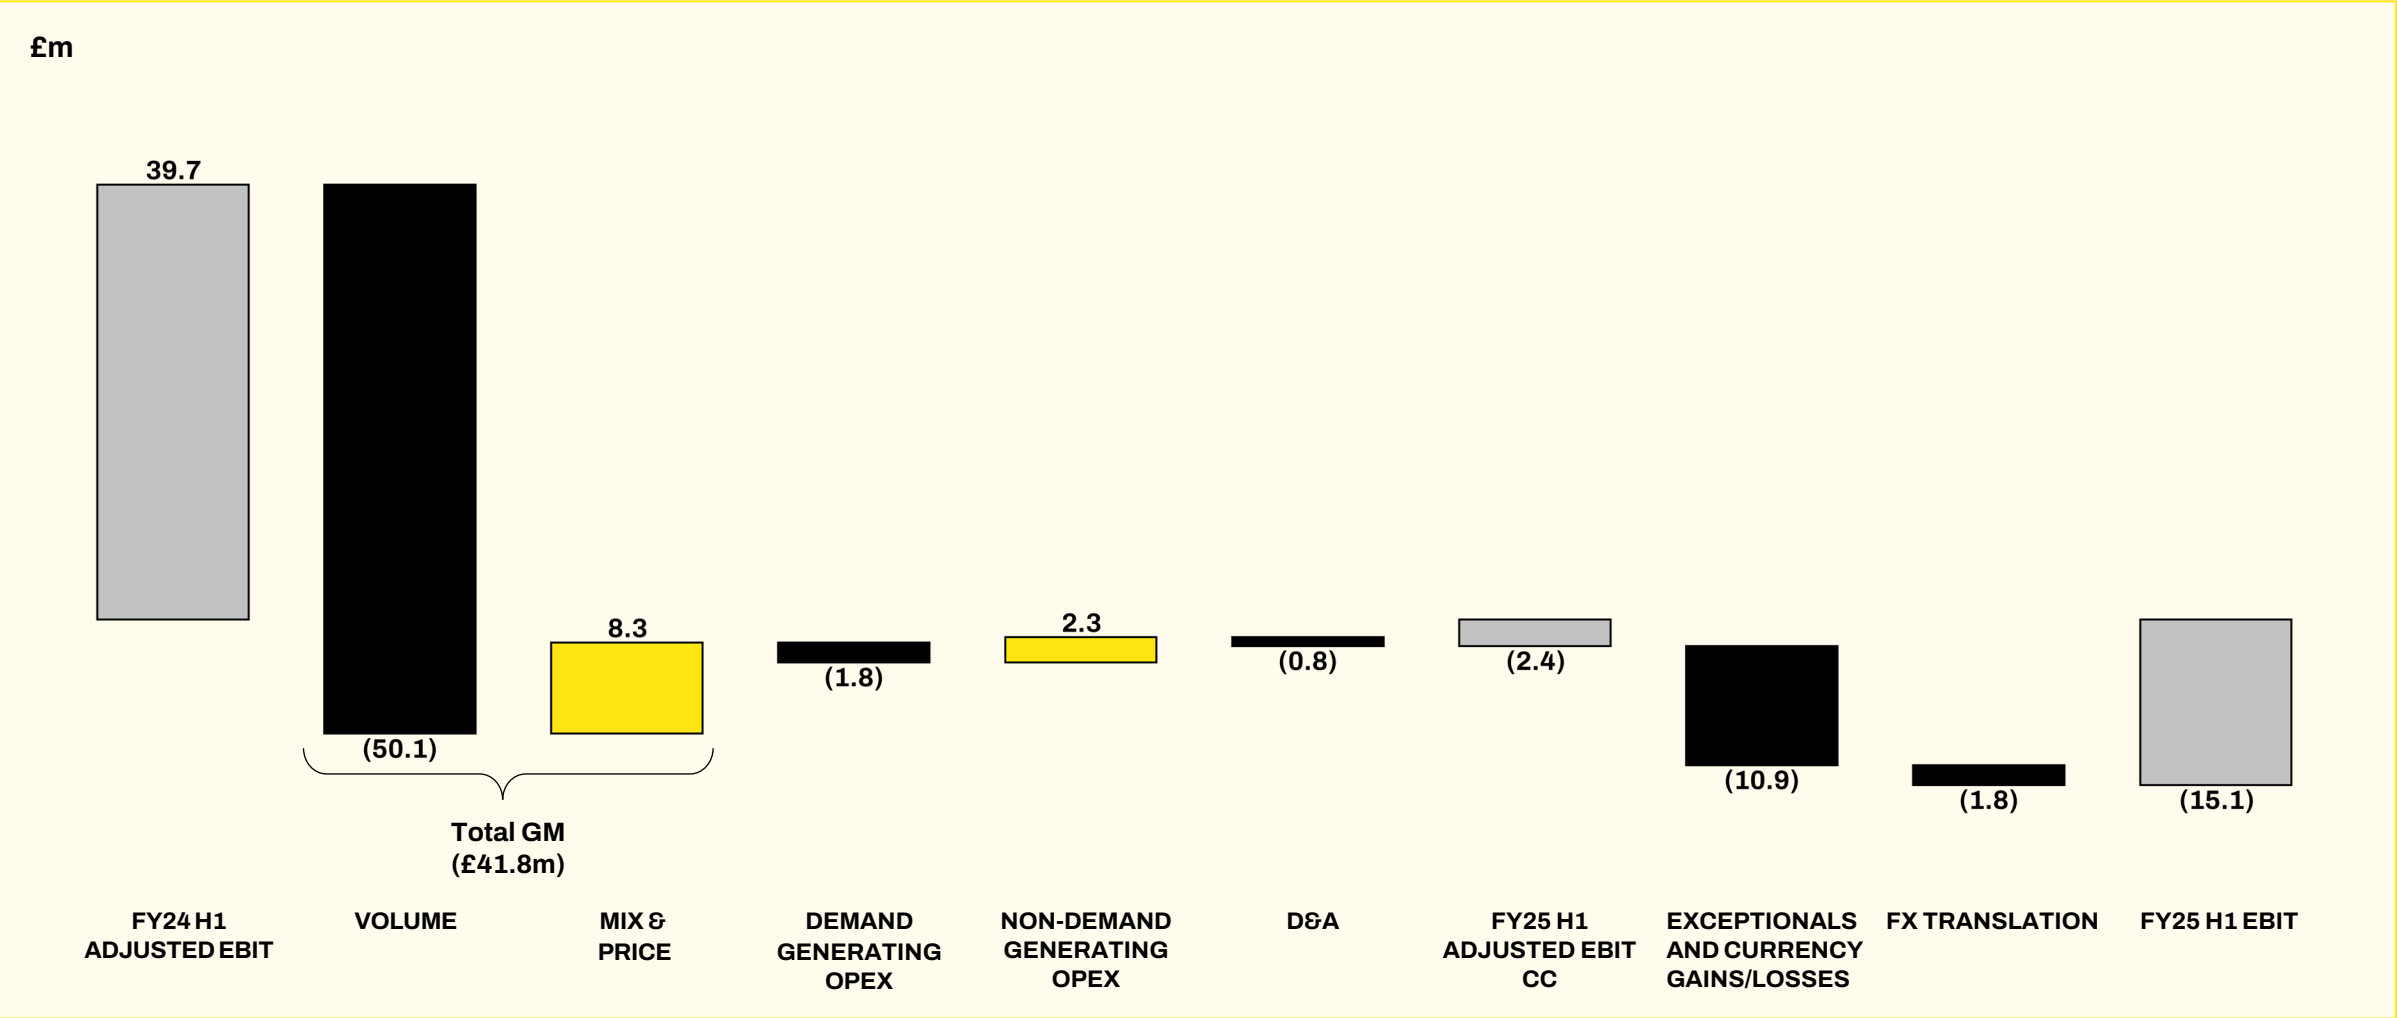 £m
39.7
(50.1)
8.3
(1.8)
2.3
(0.8)
(2.4)
(10.9)
(1.8)
(15.1)
Total GM
(£41.8m)
FY24 H1
ADJUSTED EBIT
VOLUME
MIX &
PRICE
DEMAND
GENERATING
OPEX
NON-DEMAND
GENERATING
OPEX
D&A
FY25 H1
ADJUSTED EBIT
CC
EXCEPTIONALS
AND CURRENCY
GAINS/LOSSES
FX TRANSLATION
FY25 H1 EBIT